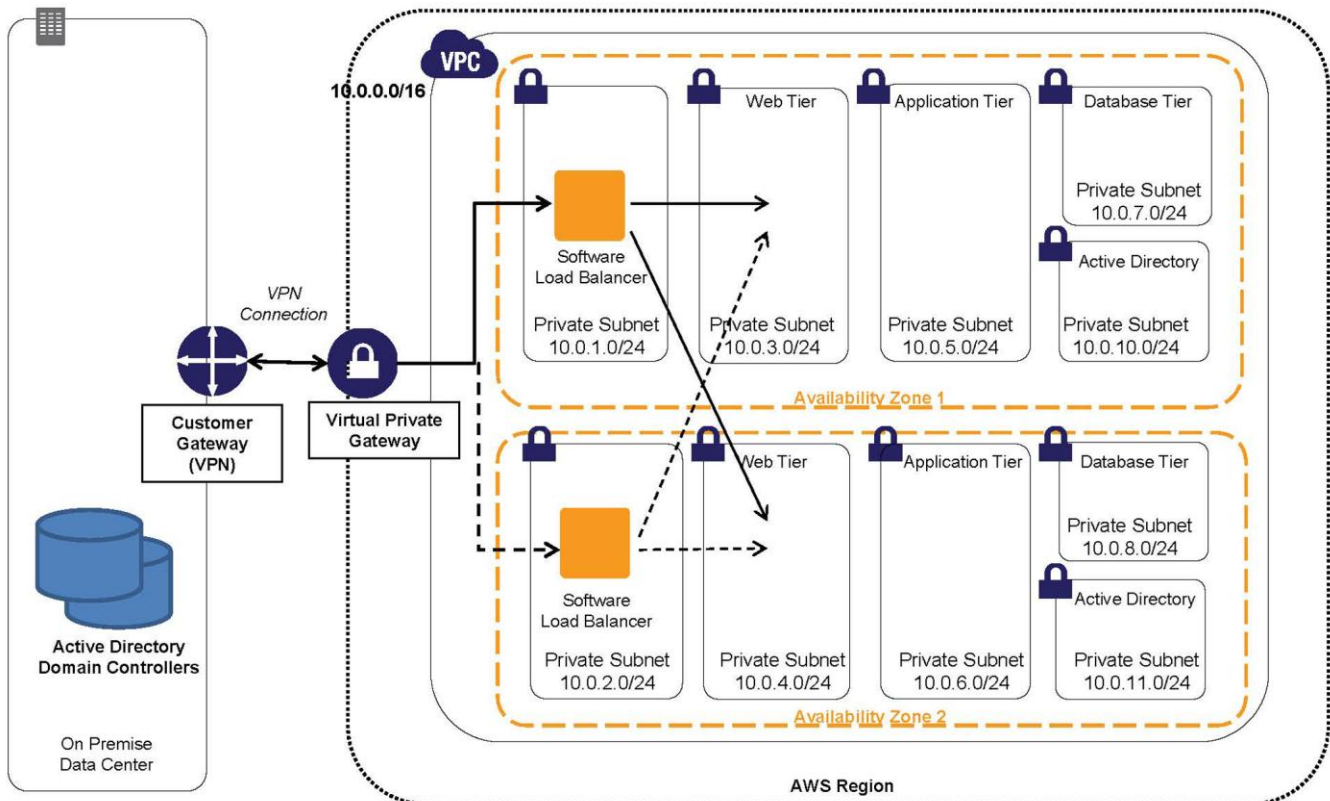 VPC
10.0.0.0/16
Web Tier
Application Tier
Database Tier
Private Subnet
10.0.7.0/24
Software
Load Balancer
Active Directory
VPN
Connection
Private Subnet
10.0.1.0/24
Private Subnet
10.0.3.0/24
Private Subnet
10.0.5.0/24
Private Subnet
10.0.10.0/24
Availability Zone 1
Customer
Gateway
(VPN)
Virtual Private
Gateway
Web Tier
Application Tier
Database Tier
Private Subnet
10.0.8.0/24
Software
Load Balancer
Active Directory
Active Directory
Domain Controllers
Private Subnet
10.0.2.0/24
Private Subnet
10.0.4.0/24
Private Subnet
10.0.6.0/24
Private Subnet
10.0.11.0/24
Availability Zone 2
On Premise
Data Center
AWS Region